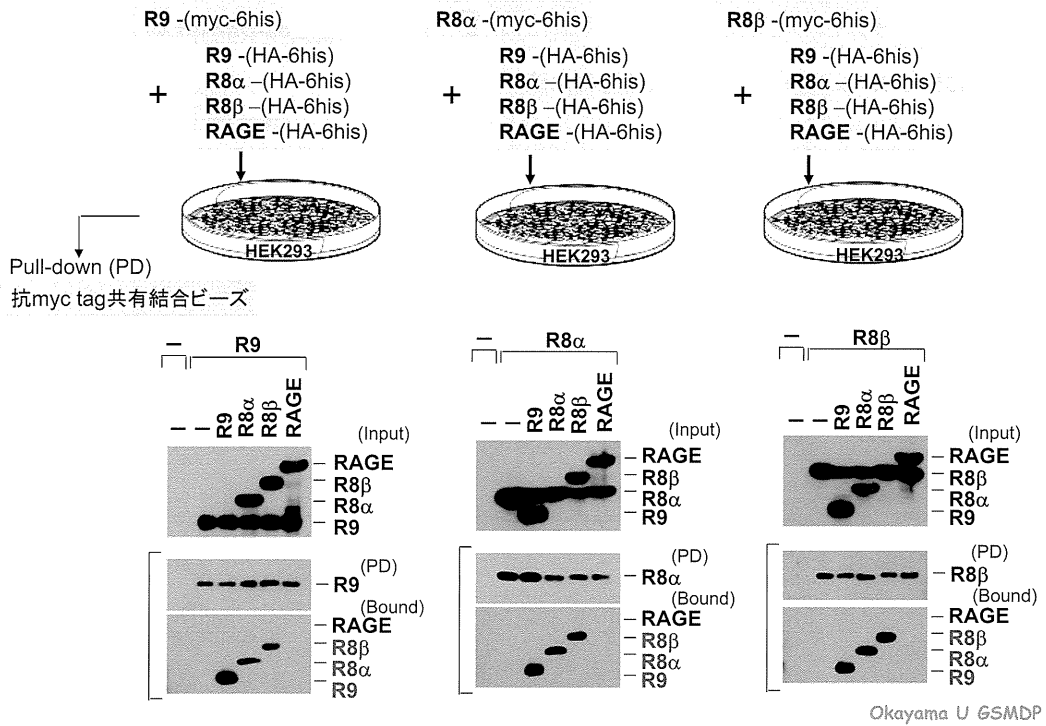 R9 -(myc-6his)
R9 -(HA-6his)
R8α –(HA-6his)
+
R8β –(HA-6his)
RAGE -(HA-6his)
HEK293
R8α -(myc-6his)
R9 -(HA-6his)
R8α –(HA-6his)
+
R8β –(HA-6his)
RAGE -(HA-6his)
HEK293
R8β -(myc-6his)
R9 -(HA-6his)
R8α –(HA-6his)
+
R8β –(HA-6his)
RAGE -(HA-6his)
HEK293
Pull-down (PD)
抗myc tag共有結合ビーズ
– R9
– – R9 R8α R8β RAGE
(Input)
– RAGE
– R8β
– R8α
– R9
(PD)
– R9
(Bound)
– RAGE
– R8β
– R8α
– R9
– R8α
– – R9 R8α R8β RAGE
(Input)
– RAGE
– R8β
– R8α
– R9
(PD)
– R8α
(Bound)
– RAGE
– R8β
– R8α
– R9
– R8β
– – R9 R8α R8β RAGE
(Input)
– RAGE
– R8β
– R8α
– R9
(PD)
– R8β
(Bound)
– RAGE
– R8β
– R8α
– R9
Okayama U GSMDP